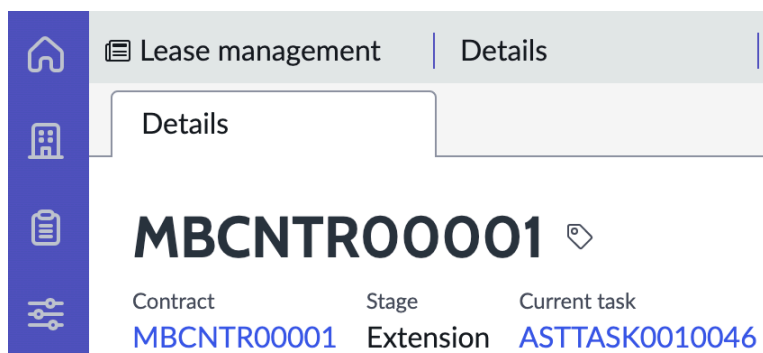 Lease management Details
Details
MBCNTR00001
Contract Stage Current task
MBCNTR00001 Extension ASTTASK0010046